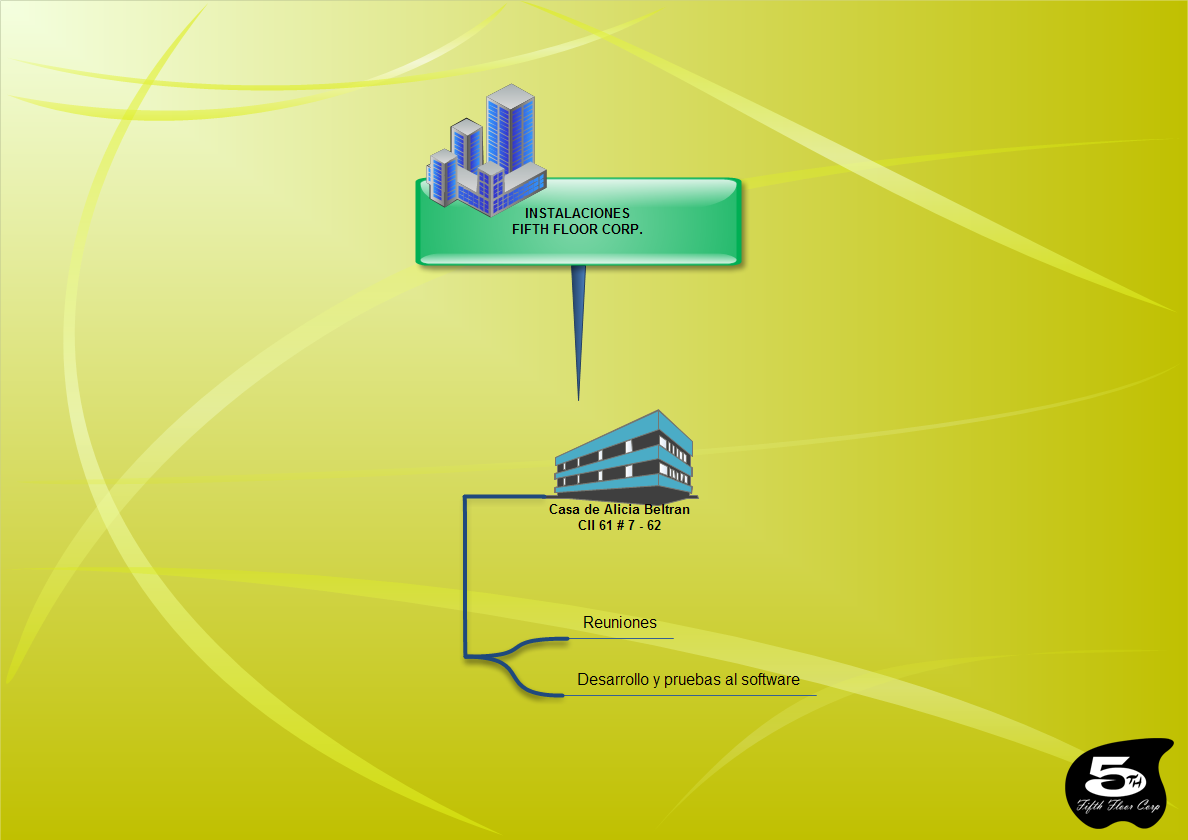 INSTALACIONES
FIFTH FLOOR CORP.
Casa de Alicia Beltran
Cll 61 # 7 - 62
Reuniones
Desarrollo y pruebas al software
5TH
Fifth Floor Corp